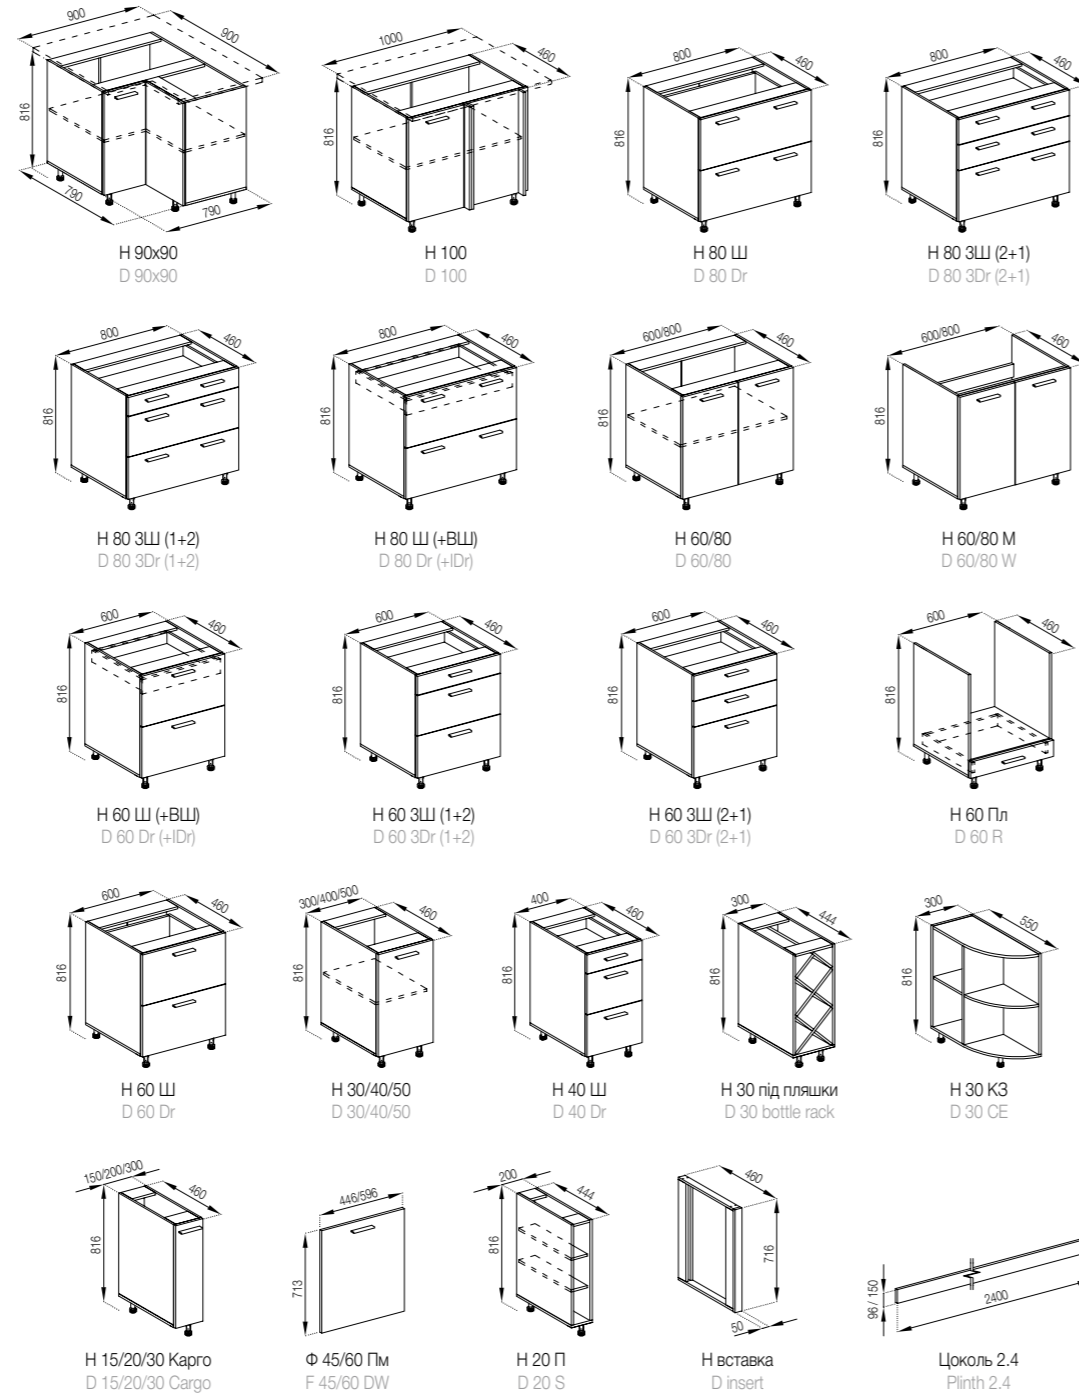 900
900
816
790
790
Н 90х90
D 90x90
1000
460
816
Н 100
D 100
800
460
816
Н 80 Ш
D 80 Dr
800
460
816
Н 80 3Ш (2+1)
D 80 3Dr (2+1)
800
460
816
Н 80 3Ш (1+2)
D 80 3Dr (1+2)
800
460
816
Н 80 Ш (+ВШ)
D 80 Dr (+IDr)
600/800
460
816
Н 60/80
D 60/80
600/800
460
816
Н 60/80 М
D 60/80 W
600
460
816
Н 60 Ш (+ВШ)
D 60 Dr (+IDr)
600
460
816
Н 60 3Ш (1+2)
D 60 3Dr (1+2)
600
460
816
Н 60 3Ш (2+1)
D 60 3Dr (2+1)
600
460
816
Н 60 Пл
D 60 R
600
460
816
Н 60 Ш
D 60 Dr
300/400/500
460
816
Н 30/40/50
D 30/40/50
400
460
816
Н 40 Ш
D 40 Dr
300
444
816
Н 30 під пляшки
D 30 bottle rack
300
550
816
Н 30 КЗ
D 30 CE
150/200/300
460
816
Н 15/20/30 Карго
D 15/20/30 Cargo
446/596
713
Ф 45/60 Пм
F 45/60 DW
200
444
816
Н 20 П
D 20 S
460
716
50
Н вставка
D insert
96 / 150
2400
Цоколь 2.4
Plinth 2.4